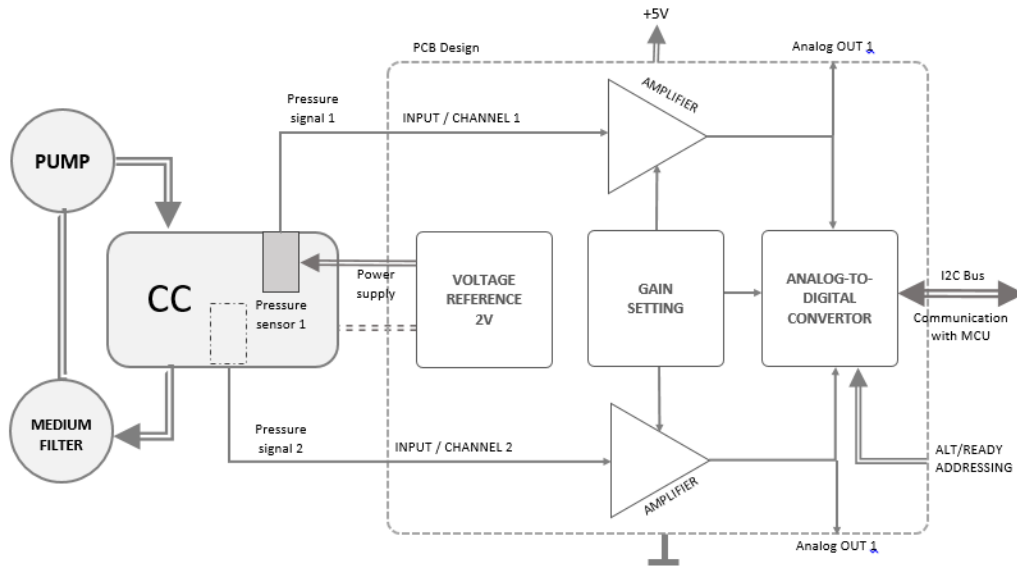 +5V
PCB Design
Analog OUT 1
AMPLIFIER
Pressure
signal 1
INPUT / CHANNEL 1
PUMP
CC
Pressure
sensor 1
Power
supply
VOLTAGE
REFERENCE
2V
GAIN
SETTING
ANALOG-TO-
DIGITAL
CONVERTOR
I2C Bus
Communication
with MCU
MEDIUM
FILTER
Pressure
signal 2
INPUT / CHANNEL 2
AMPLIFIER
ALT/READY
ADDRESSING
Analog OUT 1